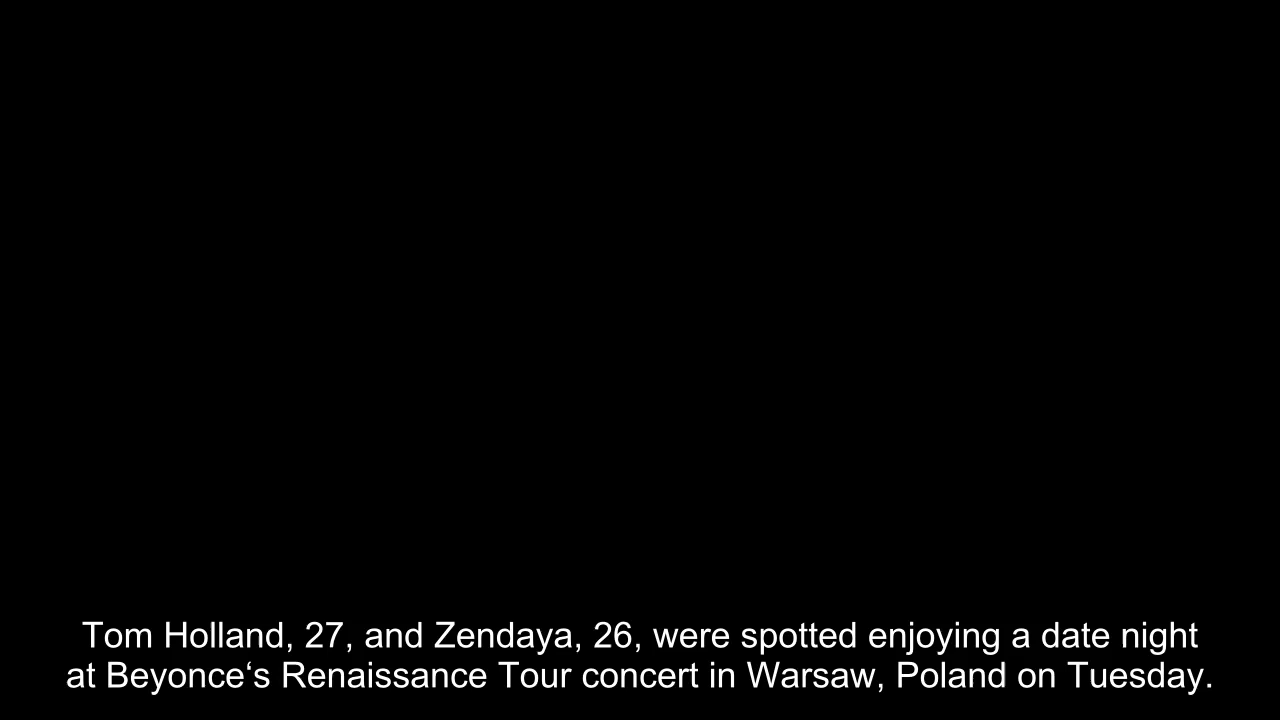 Tom Holland, 27, and Zendaya, 26, were spotted enjoying a date night
at Beyonce‘s Renaissance Tour concert in Warsaw, Poland on Tuesday.